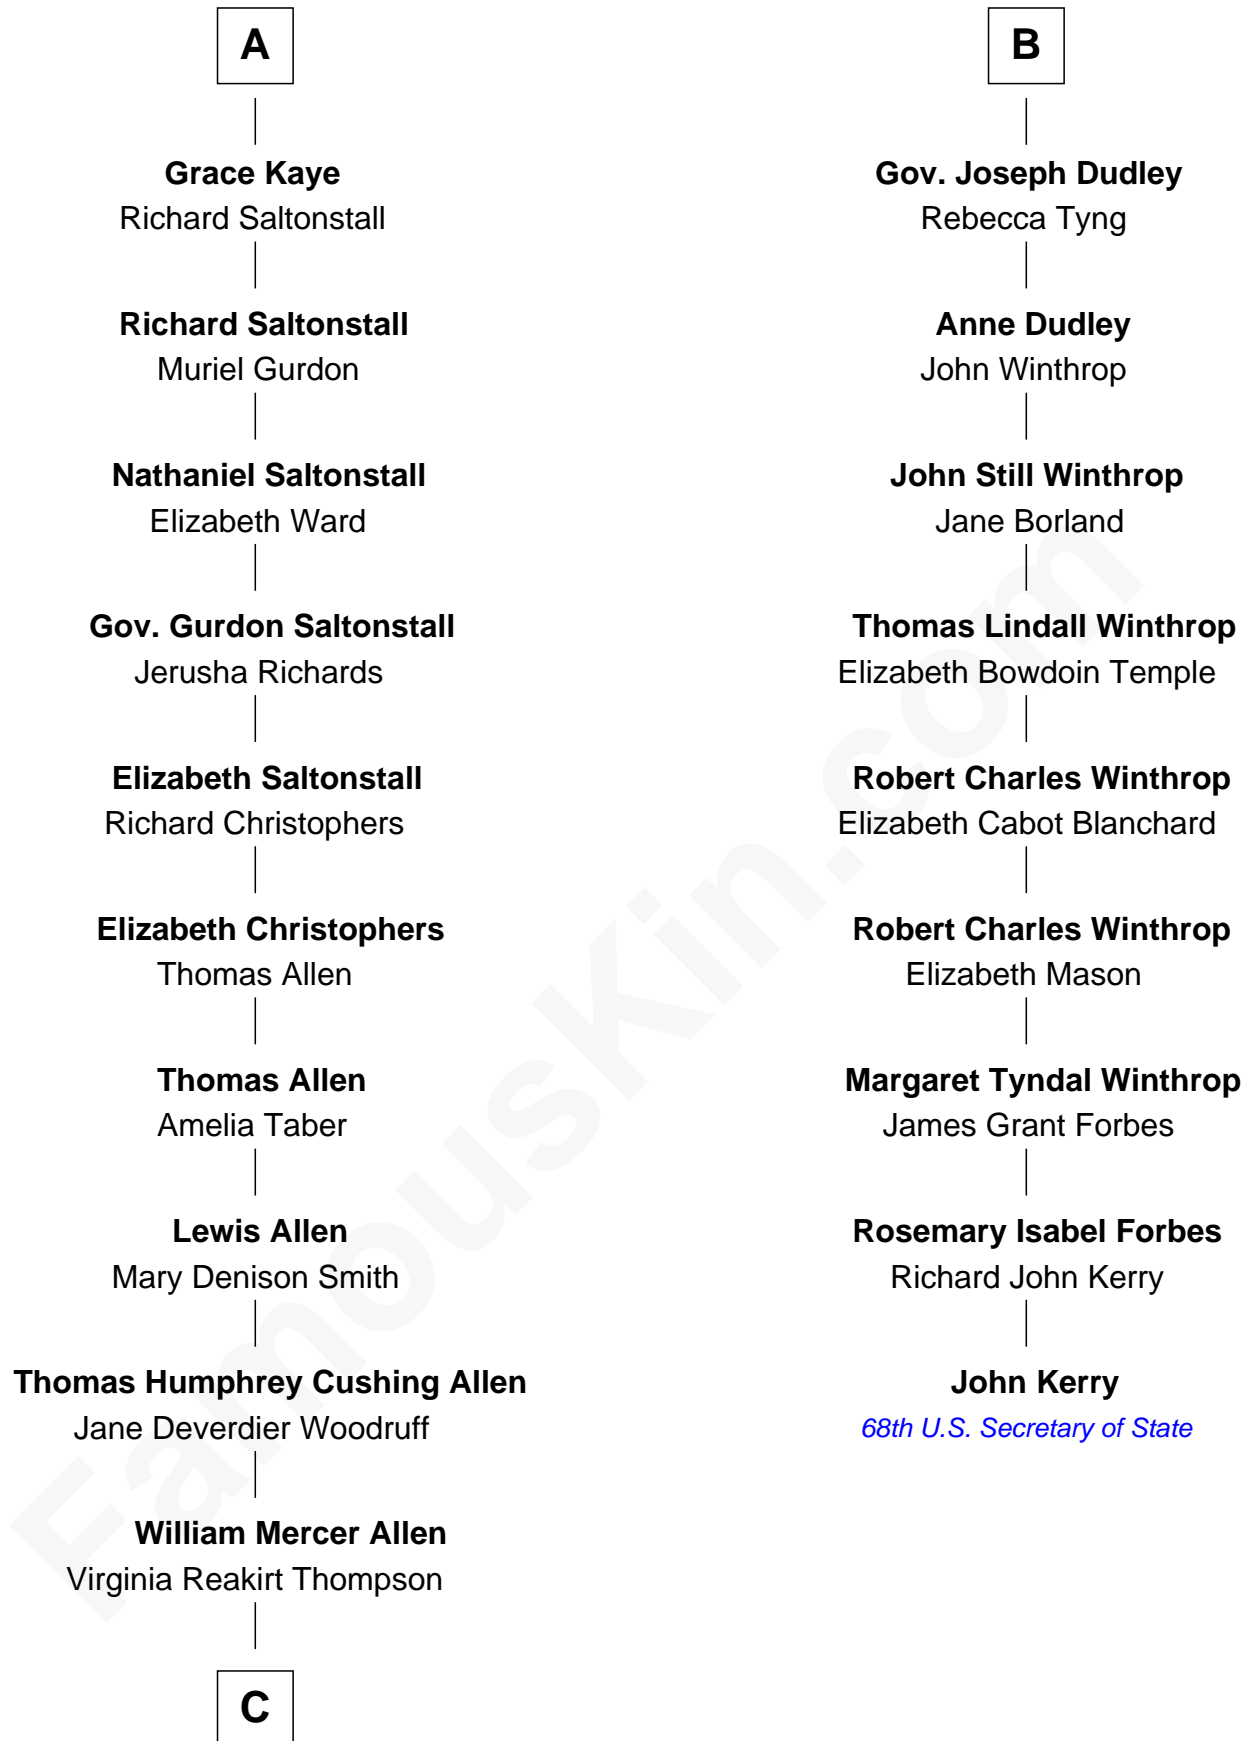 A
Grace Kaye
Richard Saltonstall
Richard Saltonstall
Muriel Gurdon
Nathaniel Saltonstall
Elizabeth Ward
Gov. Gurdon Saltonstall
Jerusha Richards
Elizabeth Saltonstall
Richard Christophers
Elizabeth Christophers
Thomas Allen
Thomas Allen
Amelia Taber
Lewis Allen
Mary Denison Smith
Thomas Humphrey Cushing Allen
Jane Deverdier Woodruff
William Mercer Allen
Virginia Reakirt Thompson
C
B
Gov. Joseph Dudley
Rebecca Tyng
Anne Dudley
John Winthrop
John Still Winthrop
Jane Borland
Thomas Lindall Winthrop
Elizabeth Bowdoin Temple
Robert Charles Winthrop
Elizabeth Cabot Blanchard
Robert Charles Winthrop
Elizabeth Mason
Margaret Tyndal Winthrop
James Grant Forbes
Rosemary Isabel Forbes
Richard John Kerry
John Kerry
68th U.S. Secretary of State
FamousKin.com